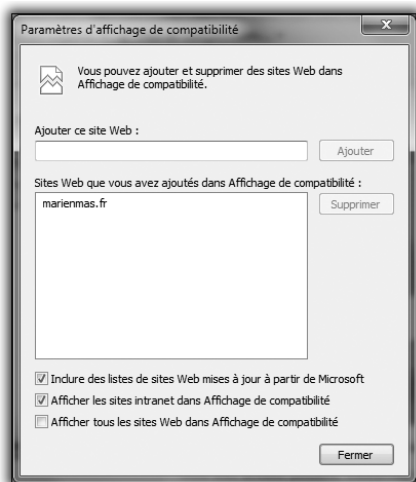 Paramètres d'affichage de compatibilité
Vous pouvez ajouter et supprimer des sites Web dans
Affichage de compatibilité.
Ajouter ce site Web :
Ajouter
Sites Web que vous avez ajoutés dans Affichage de compatibilité :
marienmas.fr
Supprimer
Inclure des listes de sites Web mises à jour à partir de Microsoft
Afficher les sites intranet dans Affichage de compatibilité
Afficher tous les sites Web dans Affichage de compatibilité
Fermer